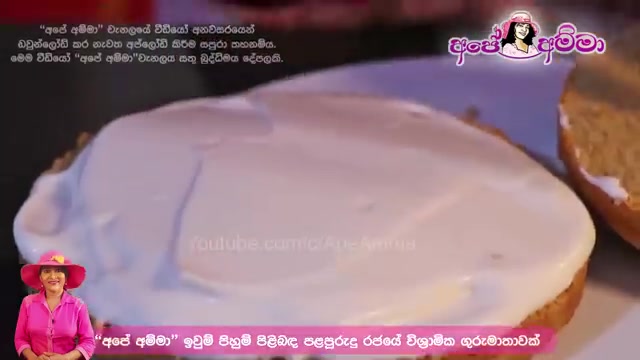 “අපේ අම්මා” චැනලයේ වීඩියෝ අනවසරයෙන්
ඩවුන්ලෝඩ් කර නැවත අප්ලෝඩ් කිරීම සපුරා තහනම්ය.
මෙම වීඩියෝ “අපේ අම්මා”චැනලය සතු බුද්ධිමය දේපලකි.
අපේ අම්මා
Youtube.com/c/ApeAmma
“අපේ අම්මා” ඉවුම් පිහුම් පිළිබඳ පළපුරුදු රජයේ විශ්‍රාමික ගුරුමාතාවක්